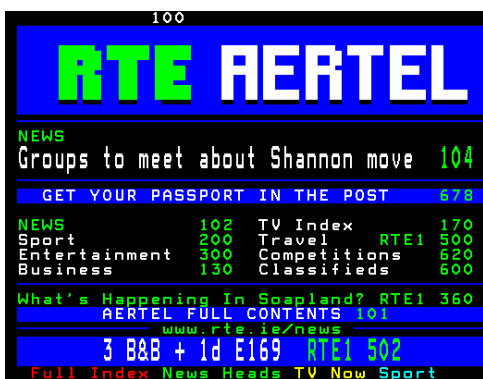 100
RTE AERTEL
NEWS
Groups to meet about Shannon move 104
GET YOUR PASSPORT IN THE POST 678
NEWS 102 TV Index 170
Sport 200 Travel RTE1 500
Entertainment 300 Competitions 620
Business 130 Classifieds 600
What's Happening In Soapland? RTE1 360
AERTEL FULL CONTENTS 101
www.rte.ie/news
3 B&B + 1d E169 RTE1 502
Full Index News Heads TV Now Sport